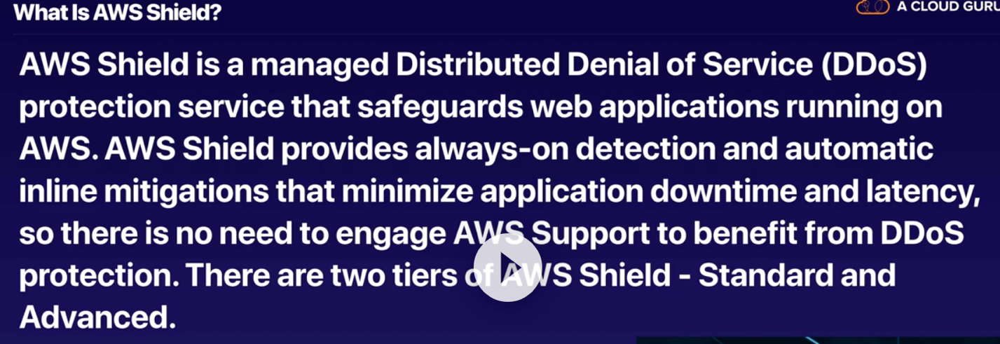 What Is AWS Shield?
A CLOUD GURU
AWS Shield is a managed Distributed Denial of Service (DDoS)
protection service that safeguards web applications running on
AWS. AWS Shield provides always-on detection and automatic
inline mitigations that minimize application downtime and latency,
so there is no need to engage AWS Support to benefit from DDoS
protection. There are two tiers of AWS Shield - Standard and
Advanced.